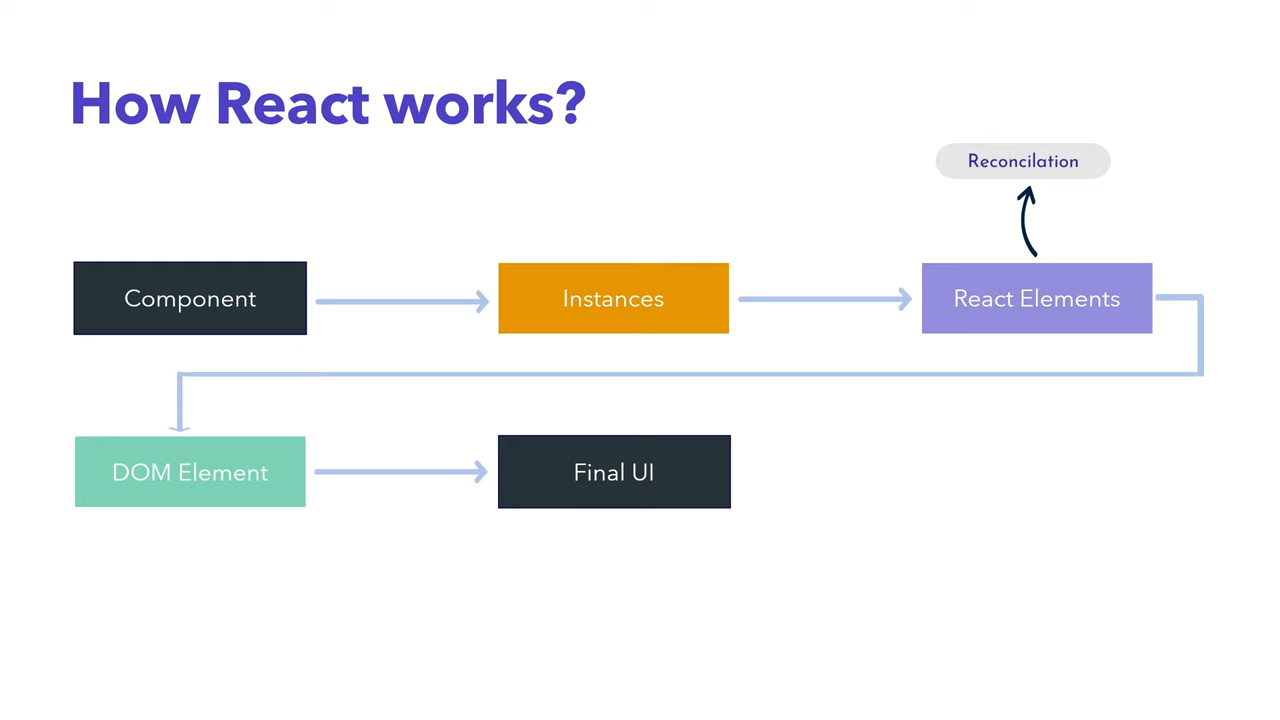 How React works?
Reconcilation
Component
Instances
React Elements
DOM Element
Final UI